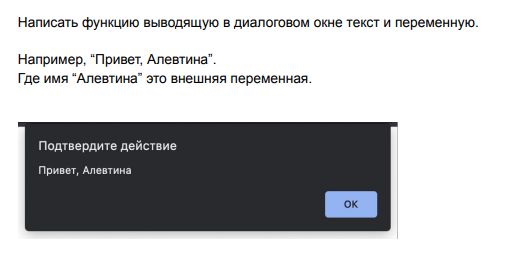 Написать функцию выводящую в диалоговом окне текст и переменную.
Например, “Привет, Алевтина”.
Где имя “Алевтина” это внешняя переменная.
Подтвердите действие
Привет, Алевтина
ОК